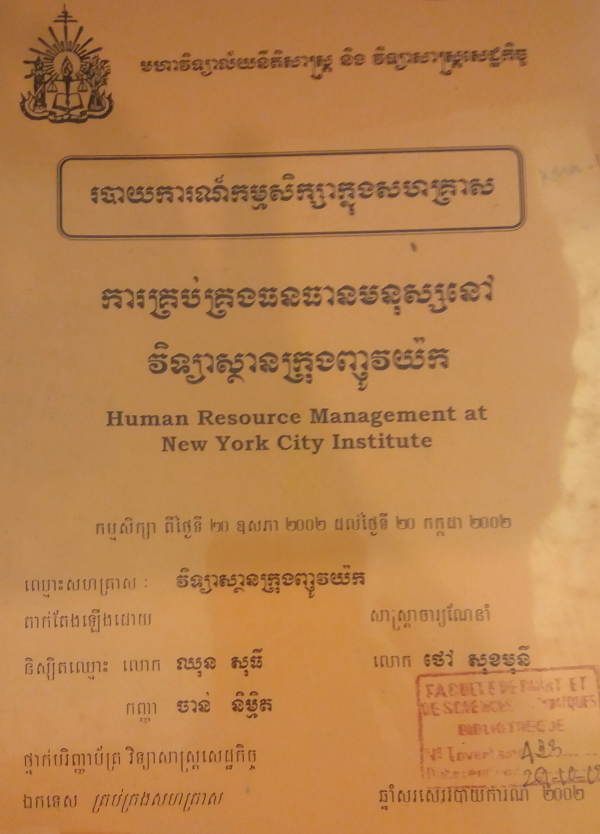 មហាវិទ្យាល័យនីតិសាស្ត្រ និង វិទ្យាសាស្ត្រសេដ្ឋកិច្ច
របាយការណ៍កម្មសិក្សាក្នុងសហគ្រាស
ការគ្រប់គ្រងធនធានមនុស្សនៅ
វិទ្យាស្ថានក្រុងញូវយ៉ក
Human Resource Management at
New York City Institute
កម្មសិក្សា ពីថ្ងៃទី ២០ ឧសភា ២០០២ ដល់ថ្ងៃទី ២០ កក្កដា ២០០២
ឈ្មោះសហគ្រាស : វិទ្យាស្ថានក្រុងញូវយ៉ក
តាក់តែងឡើងដោយ សាស្ត្រាចារ្យណែនាំ
និស្សិតឈ្មោះ លោក ឈុន សុធី លោក ថៅ សុខមុនី
កញ្ញា ចាន់ និម្មិត
FACULTE DE DROIT ET
DE SCIENCES
BIBLIOTHEQUE
ថ្នាក់បរិញ្ញាប័ត្រ វិទ្យាសាស្ត្រសេដ្ឋកិច្ច
ឯកទេស គ្រប់គ្រងសហគ្រាស ឆ្នាំសរសេររបាយការណ៍ ២០០២